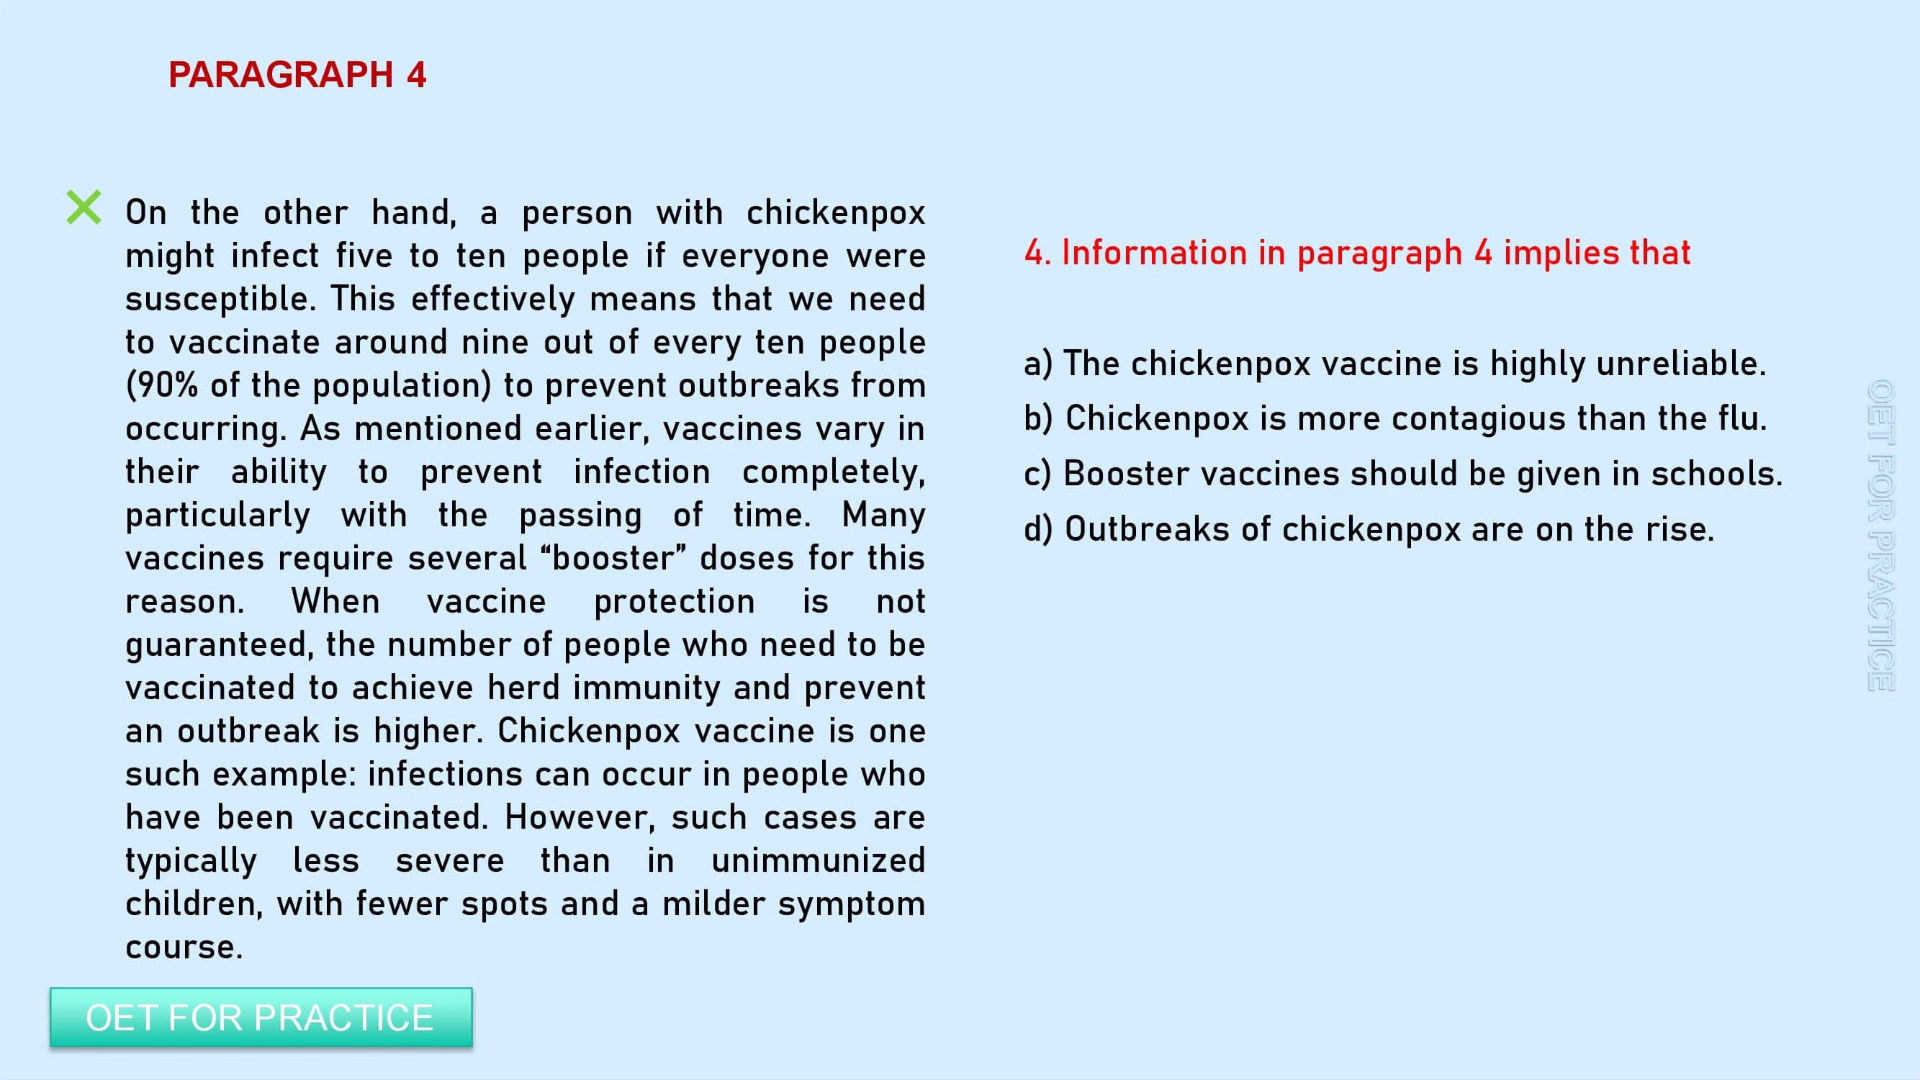 PARAGRAPH 4
On the other hand, a person with chickenpox
might infect five to ten people if everyone were
susceptible. This effectively means that we need
to vaccinate around nine out of every ten people
(90% of the population) to prevent outbreaks from
occurring. As mentioned earlier, vaccines vary in
their ability to prevent infection completely,
particularly with the passing of time. Many
vaccines require several “booster” doses for this
reason. When vaccine protection is not
guaranteed, the number of people who need to be
vaccinated to achieve herd immunity and prevent
an outbreak is higher. Chickenpox vaccine is one
such example: infections can occur in people who
have been vaccinated. However, such cases are
typically less severe than in unimmunized
children, with fewer spots and a milder symptom
course.
4. Information in paragraph 4 implies that
a) The chickenpox vaccine is highly unreliable.
b) Chickenpox is more contagious than the flu.
c) Booster vaccines should be given in schools.
d) Outbreaks of chickenpox are on the rise.
OET FOR PRACTICE
OET FOR PRACTICE